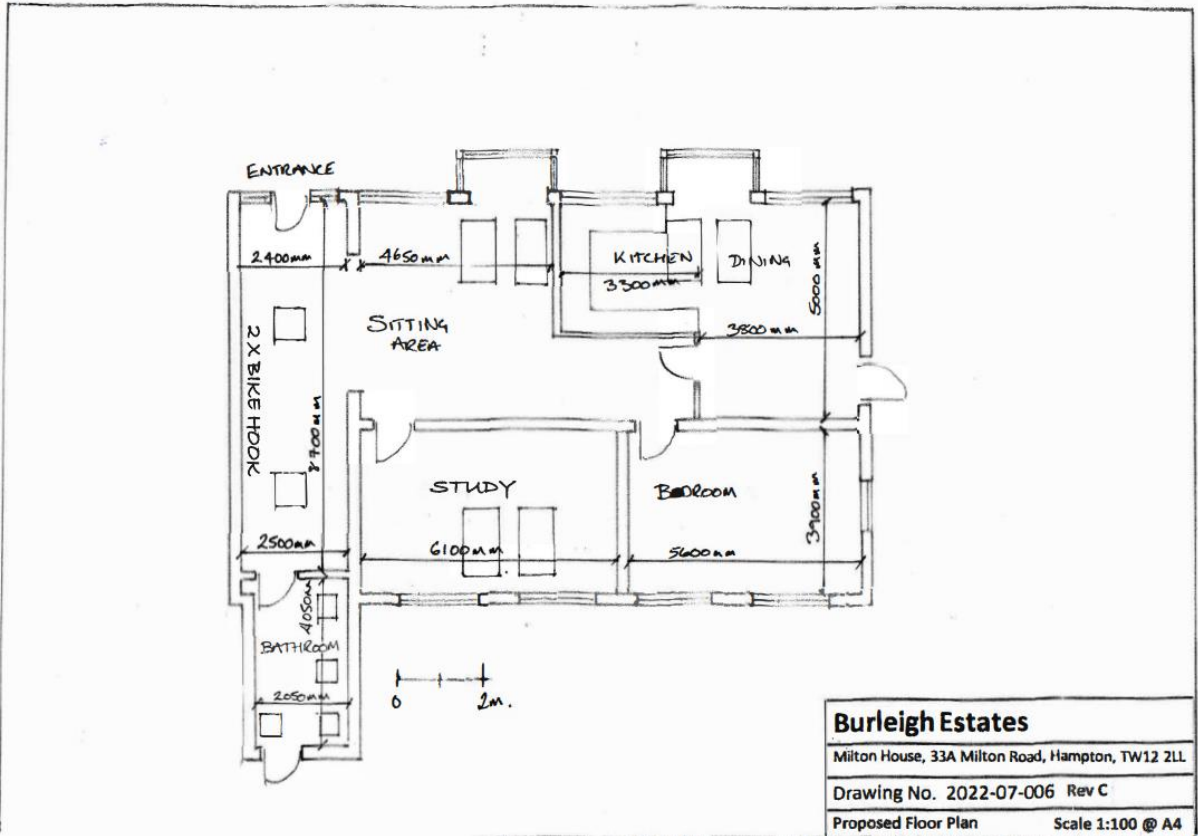 ENTRANCE
2400mm
4650mm
KITCHEN
DINING
3300mm
5000mm
3800mm
SITTING
AREA
2 X BIKE HOOK
8700mm
STUDY
BEDROOM
3900mm
2500mm
6100mm
5600mm
4050m
BATHROOM
2050mm
0
2m.
Burleigh Estates
Milton House, 33A Milton Road, Hampton, TW12 2LL
Drawing No. 2022-07-006 Rev C
Proposed Floor Plan Scale 1:100 @ A4